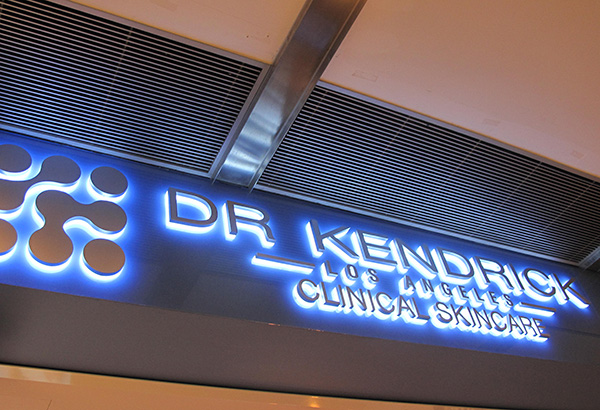 DR KENDRICK
LOS ANGELES
CLINICAL SKINCARE